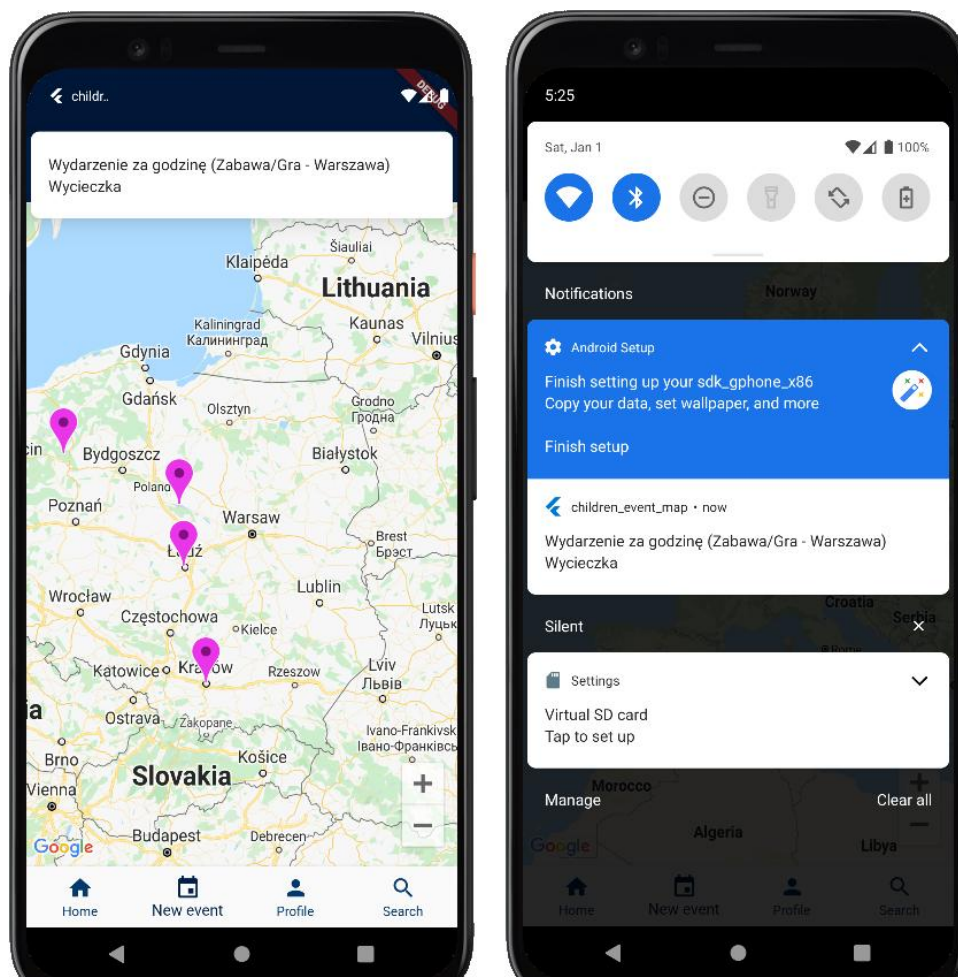 childr..
DEBUG
Wydarzenie za godzinę (Zabawa/Gra - Warszawa)
Wycieczka
Šiauliai
Klaipėda
Lithuania
Kaliningrad
Калининград
Kaunas
Vilnius
Gdynia
Gdańsk
Olsztyn
Grodno
Гродна
cin
Bydgoszcz
Białystok
Poland
Poznań
Warsaw
Brest
Брэст
Łódź
Wrocław
Lublin
Częstochowa
Kielce
Lutsk
Луцьк
Katowice
Kraków
Rzeszow
Lviv
Львів
ia
Ostrava
Zakopane
Ivano-Frankivsk
Івано-Франківсь
Brno
Slovakia
Košice
Vienna
+
−
Budapest
Debrecen
Google
Home
New event
Profile
Search
5:25
Sat, Jan 1
100%
Norway
Notifications
Android Setup
Finish setting up your sdk_gphone_x86
Copy your data, set wallpaper, and more
Finish setup
children_event_map • now
Wydarzenie za godzinę (Zabawa/Gra - Warszawa)
Wycieczka
Croatia
Serbia
Rome
Silent
Settings
Virtual SD card
Tap to set up
Morocco
Manage
Clear all
Algeria
Libya
Google
Home
New event
Profile
Search